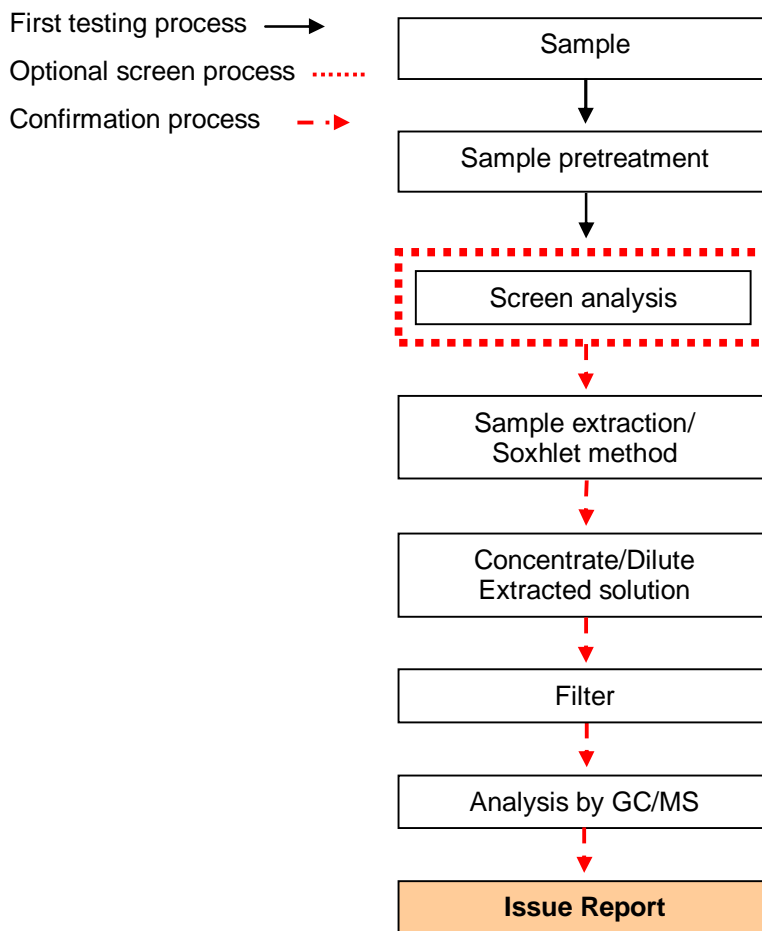 First testing process
Optional screen process
Confirmation process
Sample
Sample pretreatment
Screen analysis
Sample extraction/
Soxhlet method
Concentrate/Dilute
Extracted solution
Filter
Analysis by GC/MS
Issue Report